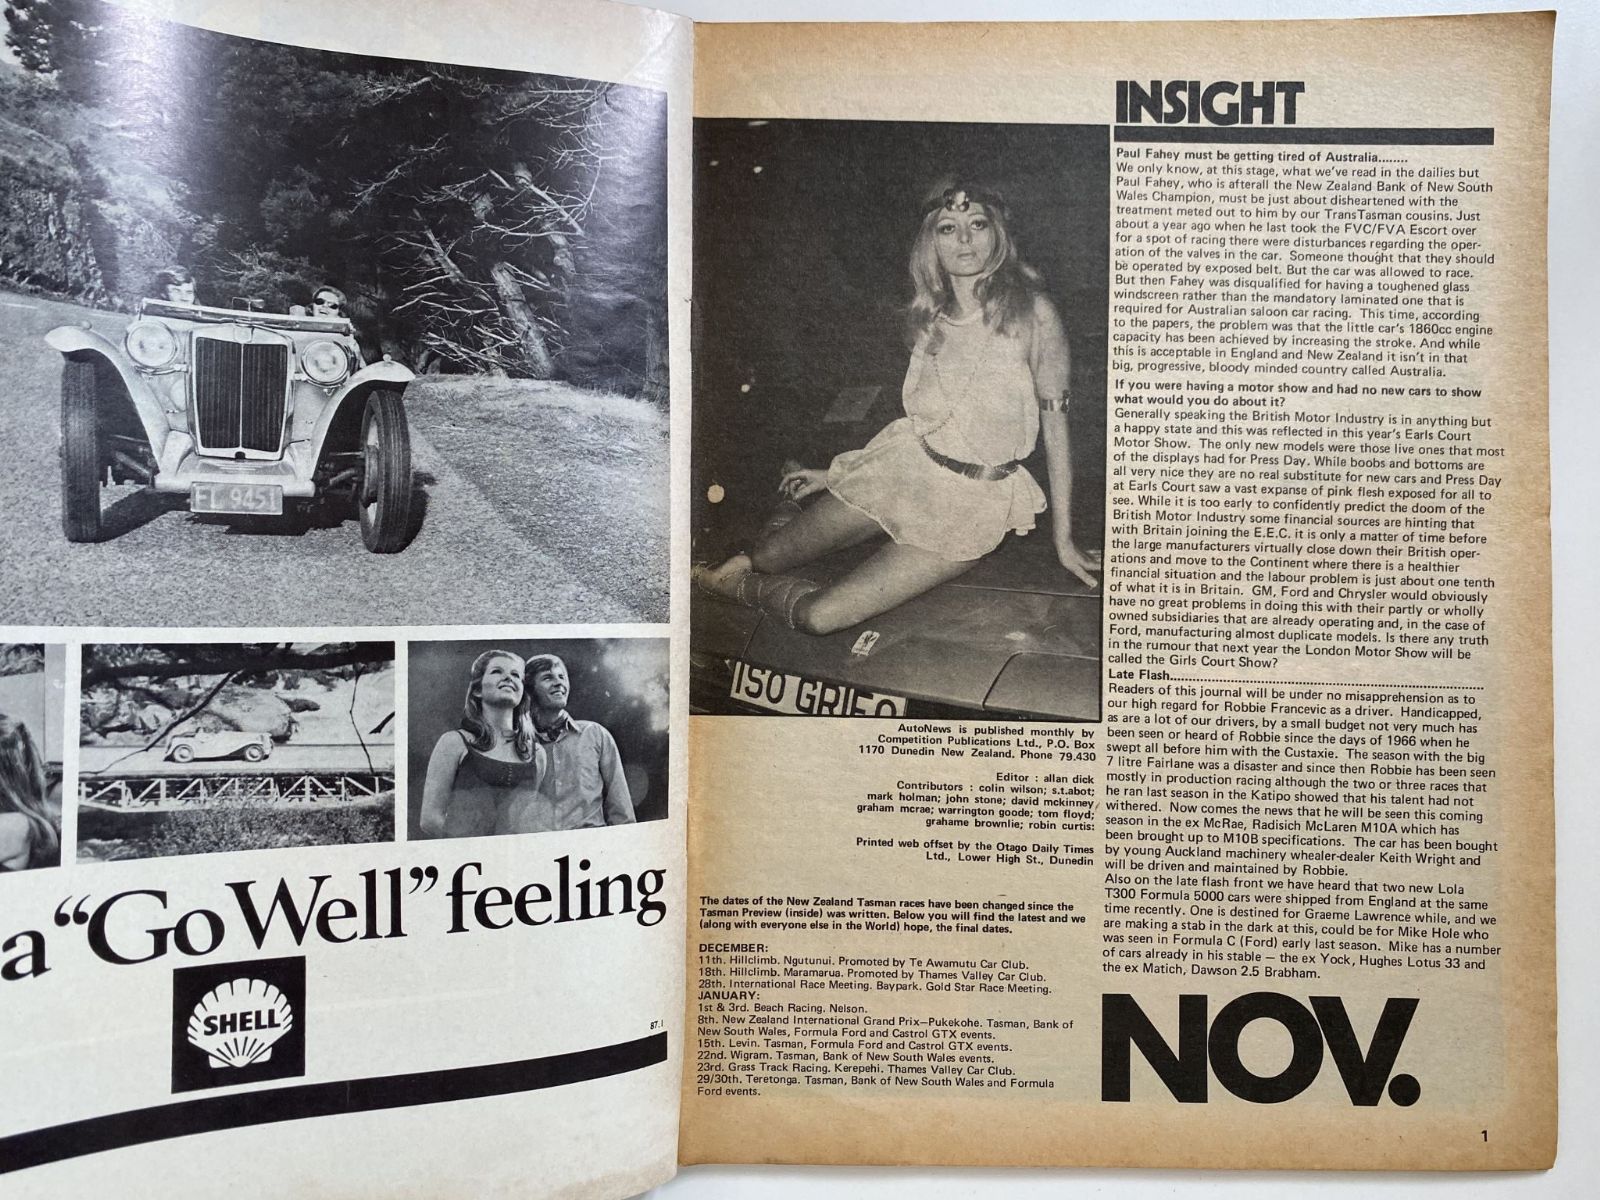 FL 9451
a “Go Well” feeling
SHELL
87.1
INSIGHT
ISO GRIFO
AutoNews is published monthly by
Competition Publications Ltd., P.O. Box
1170 Dunedin New Zealand. Phone 79.430
Editor : allan dick
Contributors : colin wilson; s.t.abot;
mark holman; john stone; david mckinney
graham mcrae; warrington goode; tom floyd;
grahame brownlie; robin curtis:
Printed web offset by the Otago Daily Times
Ltd., Lower High St., Dunedin
The dates of the New Zealand Tasman races have been changed since the
Tasman Preview (inside) was written. Below you will find the latest and we
(along with everyone else in the World) hope, the final dates.
DECEMBER:
11th. Hillclimb. Ngutunui. Promoted by Te Awamutu Car Club.
18th. Hillclimb. Maramarua. Promoted by Thames Valley Car Club.
28th. International Race Meeting. Baypark. Gold Star Race Meeting.
JANUARY:
1st & 3rd. Beach Racing. Nelson.
8th. New Zealand International Grand Prix—Pukekohe. Tasman, Bank of
New South Wales, Formula Ford and Castrol GTX events.
15th. Levin. Tasman, Formula Ford and Castrol GTX events.
22nd. Wigram. Tasman, Bank of New South Wales events.
23rd. Grass Track Racing. Kerepehi. Thames Valley Car Club.
29/30th. Teretonga. Tasman, Bank of New South Wales and Formula
Ford events.
Paul Fahey must be getting tired of Australia........
We only know, at this stage, what we've read in the dailies but
Paul Fahey, who is afterall the New Zealand Bank of New South
Wales Champion, must be just about disheartened with the
treatment meted out to him by our TransTasman cousins. Just
about a year ago when he last took the FVC/FVA Escort over
for a spot of racing there were disturbances regarding the oper-
ation of the valves in the car. Someone thought that they should
be operated by exposed belt. But the car was allowed to race.
But then Fahey was disqualified for having a toughened glass
windscreen rather than the mandatory laminated one that is
required for Australian saloon car racing. This time, according
to the papers, the problem was that the little car's 1860cc engine
capacity has been achieved by increasing the stroke. And while
this is acceptable in England and New Zealand it isn't in that
big, progressive, bloody minded country called Australia.
If you were having a motor show and had no new cars to show
what would you do about it?
Generally speaking the British Motor Industry is in anything but
a happy state and this was reflected in this year's Earls Court
Motor Show. The only new models were those live ones that most
of the displays had for Press Day. While boobs and bottoms are
all very nice they are no real substitute for new cars and Press Day
at Earls Court saw a vast expanse of pink flesh exposed for all to
see. While it is too early to confidently predict the doom of the
British Motor Industry some financial sources are hinting that
with Britain joining the E.E.C. it is only a matter of time before
the large manufacturers virtually close down their British oper-
ations and move to the Continent where there is a healthier
financial situation and the labour problem is just about one tenth
of what it is in Britain. GM, Ford and Chrysler would obviously
have no great problems in doing this with their partly or wholly
owned subsidiaries that are already operating and, in the case of
Ford, manufacturing almost duplicate models. Is there any truth
in the rumour that next year the London Motor Show will be
called the Girls Court Show?
Late Flash................................................................................
Readers of this journal will be under no misapprehension as to
our high regard for Robbie Francevic as a driver. Handicapped,
as are a lot of our drivers, by a small budget not very much has
been seen or heard of Robbie since the days of 1966 when he
swept all before him with the Custaxie. The season with the big
7 litre Fairlane was a disaster and since then Robbie has been seen
mostly in production racing although the two or three races that
he ran last season in the Katipo showed that his talent had not
withered. Now comes the news that he will be seen this coming
season in the ex McRae, Radisich McLaren M10A which has
been brought up to M10B specifications. The car has been bought
by young Auckland machinery whealer-dealer Keith Wright and
will be driven and maintained by Robbie.
Also on the late flash front we have heard that two new Lola
T300 Formula 5000 cars were shipped from England at the same
time recently. One is destined for Graeme Lawrence while, and we
are making a stab in the dark at this, could be for Mike Hole who
was seen in Formula C (Ford) early last season. Mike has a number
of cars already in his stable — the ex Yock, Hughes Lotus 33 and
the ex Matich, Dawson 2.5 Brabham.
NOV.
1